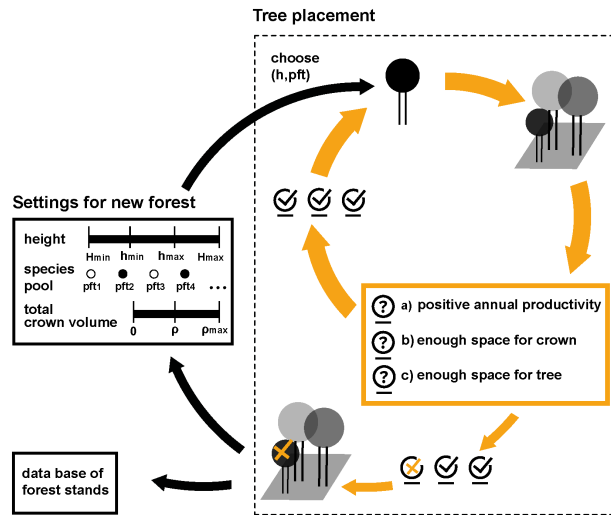 Tree placement
choose
(h,pft)
Settings for new forest
height
Hmin hmin hmax Hmax
species
pool
pft1 pft2 pft3 pft4 ...
total
crown volume
0 ρ ρmax
? a) positive annual productivity
? b) enough space for crown
? c) enough space for tree
data base of
forest stands